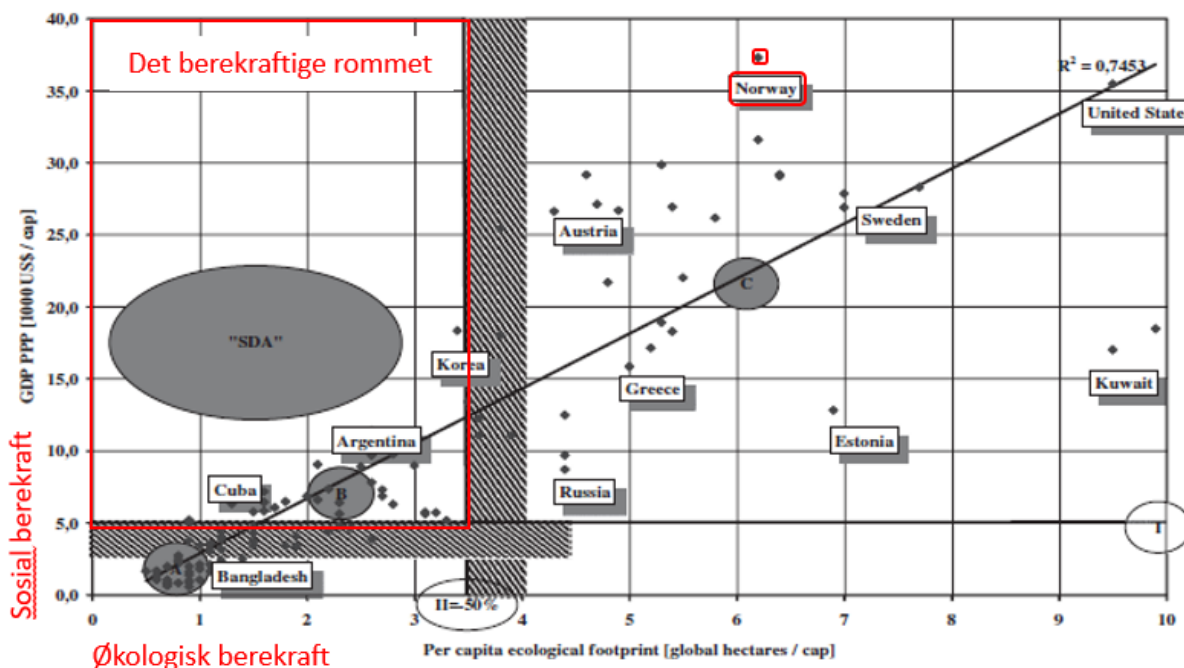 40,0
Det berekraftige rommet
R² = 0,7453
35,0
Norway
United State
30,0
25,0
Austria
Sweden
GDP PPP [1000 US$ / cap]
20,0
C
"SDA"
15,0
Korea
Greece
Kuwait
10,0
Argentina
Estonia
Cuba
B
Russia
5,0
I
Sosial berekraft
A
Bangladesh
0,0
II=-50%
0 1 2 3 4 5 6 7 8 9 10
Økologisk berekraft
Per capita ecological footprint [global hectares / cap]